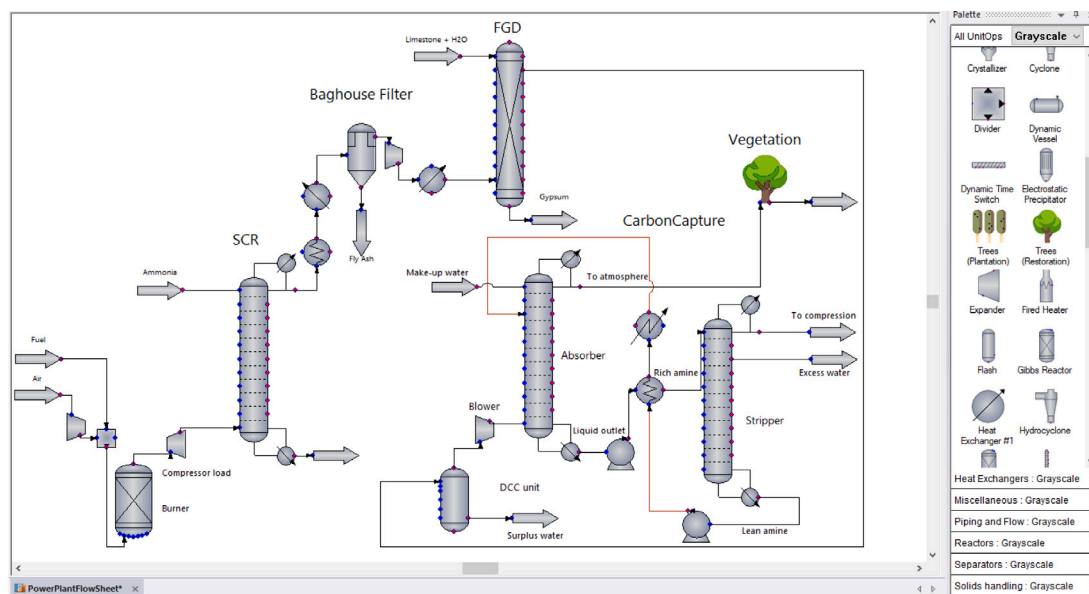 Palette
All UnitOps
Grayscale
Crystallizer
Cyclone
Divider
Dynamic
Vessel
Dynamic Time
Switch
Electrostatic
Precipitator
Trees
(Plantation)
Trees
(Restoration)
Expander
Fired Heater
Flash
Gibbs Reactor
Heat
Exchanger #1
Hydrocyclone
Heat Exchangers : Grayscale
Miscellaneous : Grayscale
Piping and Flow : Grayscale
Reactors : Grayscale
Separators : Grayscale
Solids handling : Grayscale
FGD
Limestone + H2O
Baghouse Filter
Vegetation
Gypsum
CarbonCapture
SCR
Fly Ash
Ammonia
Make-up water
To atmosphere
To compression
Fuel
Absorber
Rich amine
Excess water
Air
Blower
Stripper
Liquid outlet
Compressor load
DCC unit
Burner
Surplus water
Lean amine
PowerPlantFlowSheet*